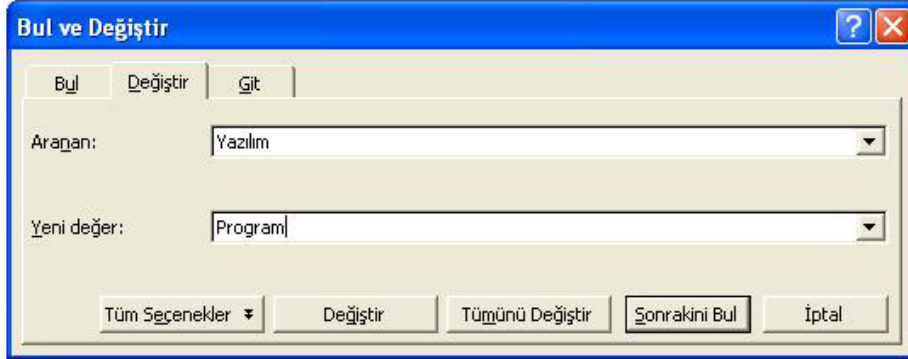 Bul ve Değiştir
Bul Değiştir Git
Aranan: Yazılım
Yeni değer: Program
Tüm Seçenekler Değiştir Tümünü Değiştir Sonrakini Bul İptal